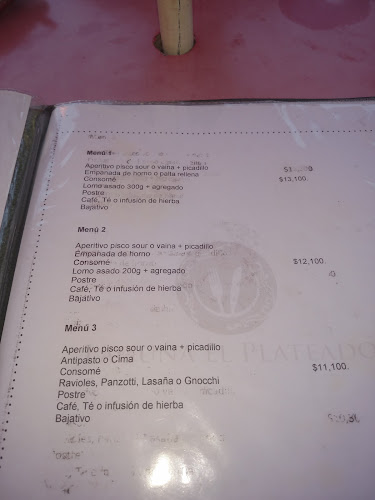 Menú 1
Aperitivo pisco sour o vaina + picadillo
Empanada de horno o palta rellena
Consomé $13,100.
Lomo asado 300g + agregado
Postre
Café, Té o infusión de hierba
Bajativo
Menú 2
Aperitivo pisco sour o vaina + picadillo
Empanada de horno
Consomé $12,100.
Lomo asado 200g + agregado
Postre
Café, Té o infusión de hierba
Bajativo
PLATEADO
Menú 3
Aperitivo pisco sour o vaina + picadillo
Antipasto o Cima
Consomé $11,100.
Ravioles, Panzotti, Lasaña o Gnocchi
Postre
Café, Té o infusión de hierba
Bajativo